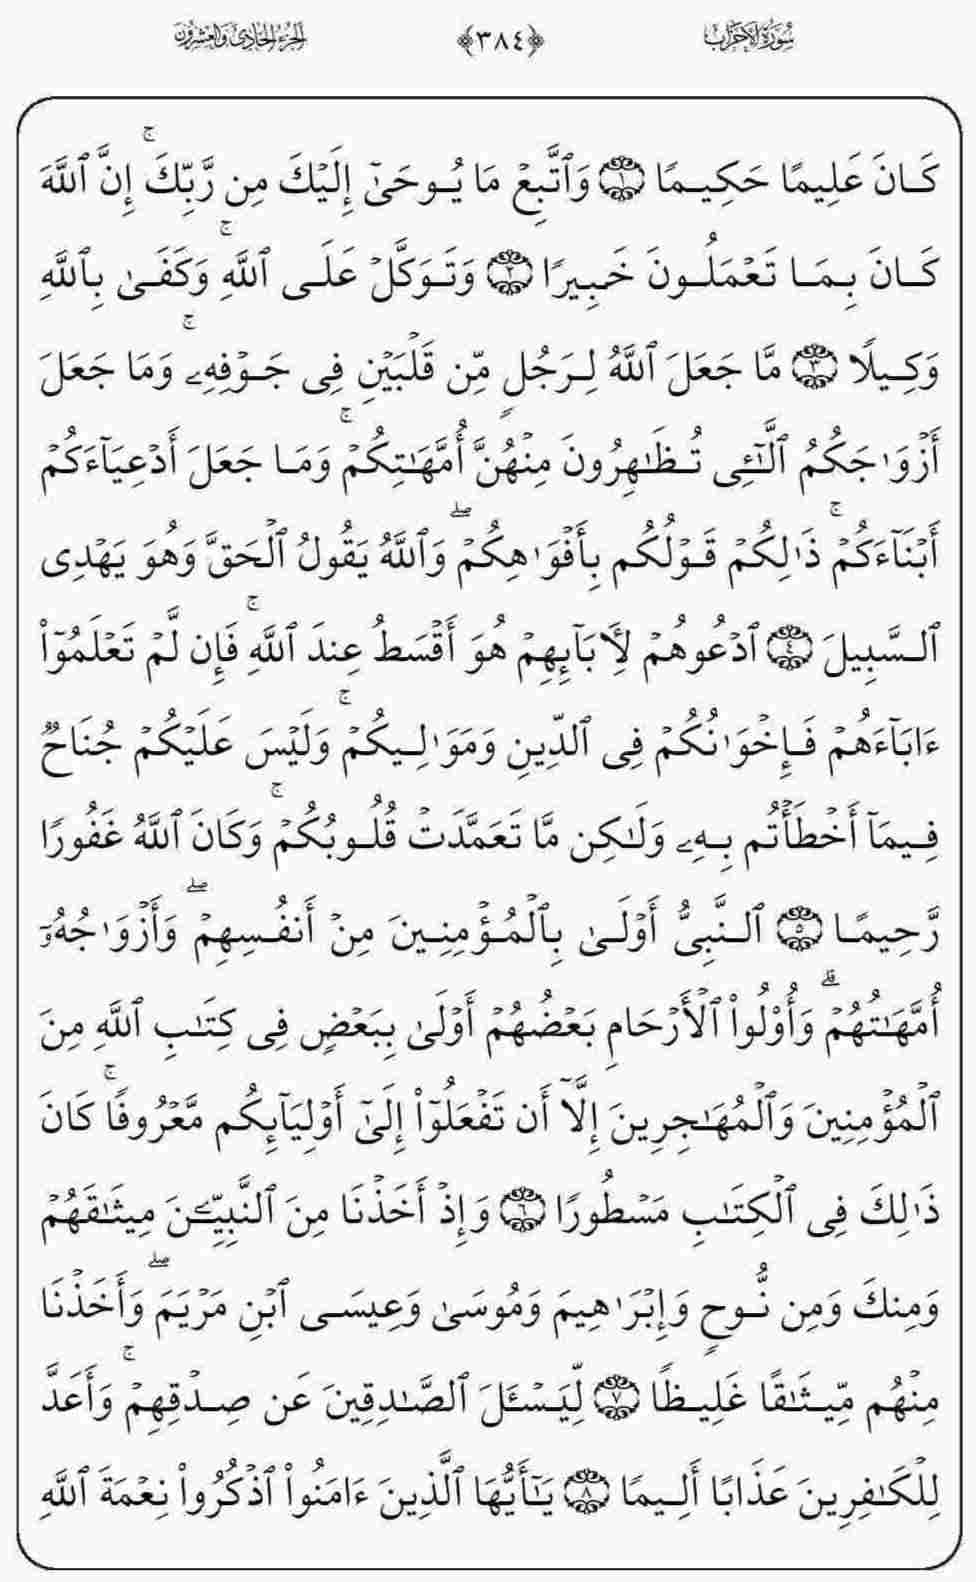 سُورَةُ الأَحْزَابِ ﴿٣٨٤﴾ الجُزْءُ الحَادِي وَالعِشْرُونَ
كَانَ عَلِيمًا حَكِيمًا ١ وَٱتَّبِعۡ مَا يُوحَىٰٓ إِلَيۡكَ مِن رَّبِّكَۚ إِنَّ ٱللَّهَ
كَانَ بِمَا تَعۡمَلُونَ خَبِيرًا ٢ وَتَوَكَّلۡ عَلَى ٱللَّهِۚ وَكَفَىٰ بِٱللَّهِ
وَكِيلًا ٣ مَّا جَعَلَ ٱللَّهُ لِرَجُلٍ مِّن قَلۡبَيۡنِ فِى جَوۡفِهِۦۚ وَمَا جَعَلَ
أَزۡوَٰجَكُمُ ٱلَّٰٓـِٔى تُظَٰهِرُونَ مِنۡهُنَّ أُمَّهَٰتِكُمۡۚ وَمَا جَعَلَ أَدۡعِيَآءَكُمۡ
أَبۡنَآءَكُمۡۚ ذَٰلِكُمۡ قَوۡلُكُم بِأَفۡوَٰهِكُمۡۖ وَٱللَّهُ يَقُولُ ٱلۡحَقَّ وَهُوَ يَهۡدِى
ٱلسَّبِيلَ ٤ ٱدۡعُوهُمۡ لِأٓبَآئِهِمۡ هُوَ أَقۡسَطُ عِندَ ٱللَّهِۚ فَإِن لَّمۡ تَعۡلَمُوٓاْ
ءَابَآءَهُمۡ فَإِخۡوَٰنُكُمۡ فِى ٱلدِّينِ وَمَوَٰلِيكُمۡۚ وَلَيۡسَ عَلَيۡكُمۡ جُنَاحٌ
فِيمَآ أَخۡطَأۡتُم بِهِۦ وَلَٰكِن مَّا تَعَمَّدَتۡ قُلُوبُكُمۡۚ وَكَانَ ٱللَّهُ غَفُورًا
رَّحِيمًا ٥ ٱلنَّبِىُّ أَوۡلَىٰ بِٱلۡمُؤۡمِنِينَ مِنۡ أَنفُسِهِمۡۖ وَأَزۡوَٰجُهُۥٓ
أُمَّهَٰتُهُمۡۗ وَأُوْلُواْ ٱلۡأَرۡحَامِ بَعۡضُهُمۡ أَوۡلَىٰ بِبَعۡضٍ فِى كِتَٰبِ ٱللَّهِ مِنَ
ٱلۡمُؤۡمِنِينَ وَٱلۡمُهَٰجِرِينَ إِلَّآ أَن تَفۡعَلُوٓاْ إِلَىٰٓ أَوۡلِيَآئِكُم مَّعۡرُوفًاۚ كَانَ
ذَٰلِكَ فِى ٱلۡكِتَٰبِ مَسۡطُورًا ٦ وَإِذۡ أَخَذۡنَا مِنَ ٱلنَّبِيِّـۧنَ مِيثَٰقَهُمۡ
وَمِنكَ وَمِن نُّوحٍ وَإِبۡرَٰهِيمَ وَمُوسَىٰ وَعِيسَى ٱبۡنِ مَرۡيَمَۖ وَأَخَذۡنَا
مِنۡهُم مِّيثَٰقًا غَلِيظًا ٧ لِّيَسۡـَٔلَ ٱلصَّٰدِقِينَ عَن صِدۡقِهِمۡۚ وَأَعَدَّ
لِلۡكَٰفِرِينَ عَذَابًا أَلِيمًا ٨ يَٰٓأَيُّهَا ٱلَّذِينَ ءَامَنُواْ ٱذۡكُرُواْ نِعۡمَةَ ٱللَّهِ